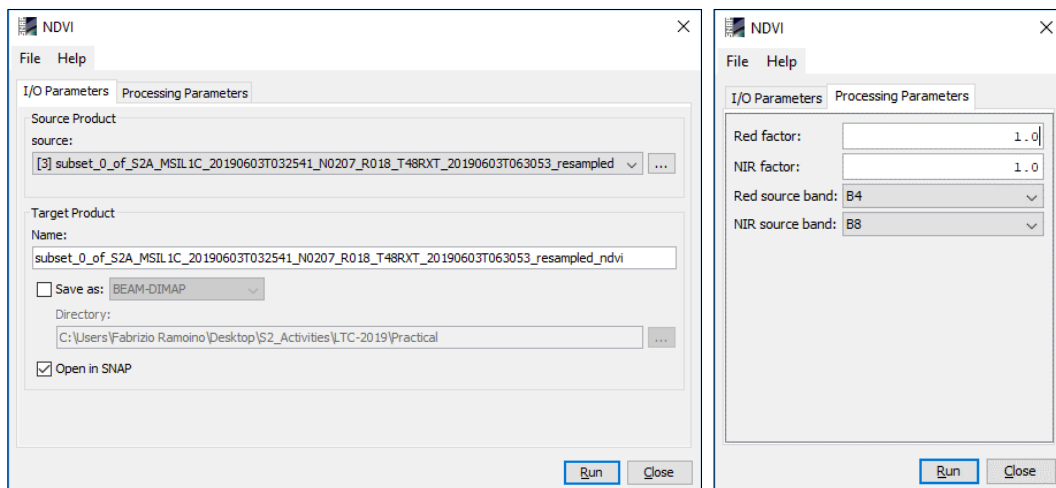 NDVI
File Help
I/O Parameters Processing Parameters
Source Product
source:
[3] subset_0_of_S2A_MSIL1C_20190603T032541_N0207_R018_T48RXT_20190603T063053_resampled ...
Target Product
Name:
subset_0_of_S2A_MSIL1C_20190603T032541_N0207_R018_T48RXT_20190603T063053_resampled_ndvi
Save as: BEAM-DIMAP
Directory:
C:\Users\Fabrizio Ramoino\Desktop\S2_Activities\LTC-2019\Practical ...
Open in SNAP
Run Close
NDVI
File Help
I/O Parameters Processing Parameters
Red factor: 1.0
NIR factor: 1.0
Red source band: B4
NIR source band: B8
Run Close